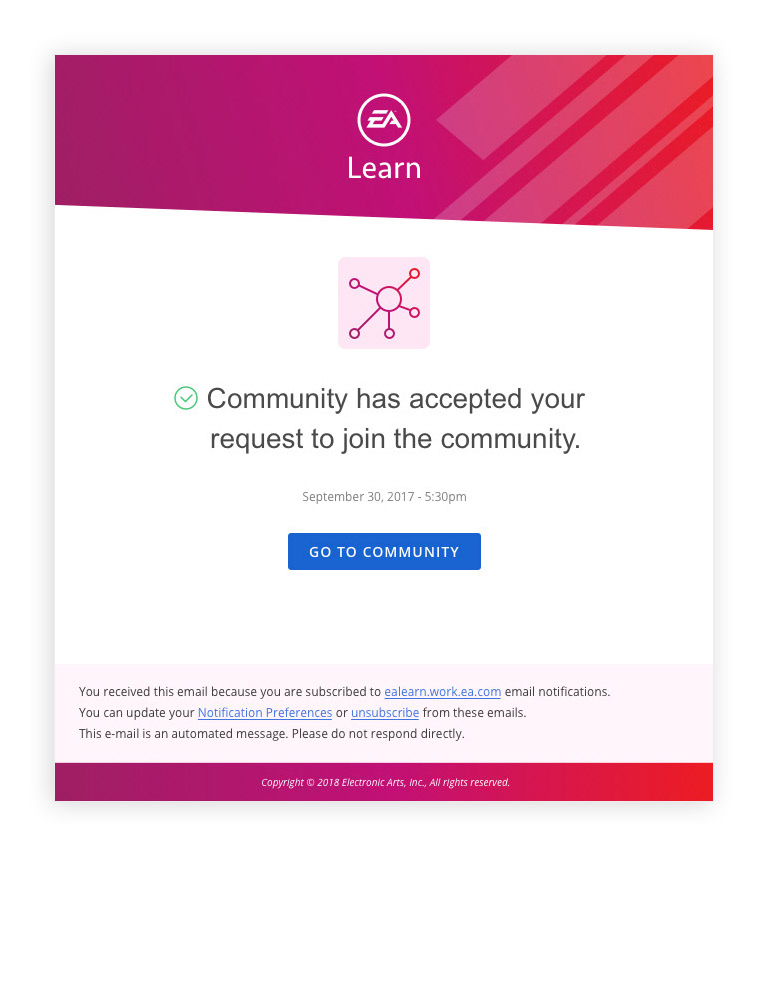 EA
Learn
Community has accepted your
request to join the community.
September 30, 2017 - 5:30pm
GO TO COMMUNITY
You received this email because you are subscribed to ealearn.work.ea.com email notifications.
You can update your Notification Preferences or unsubscribe from these emails.
This e-mail is an automated message. Please do not respond directly.
Copyright © 2018 Electronic Arts, Inc., All rights reserved.